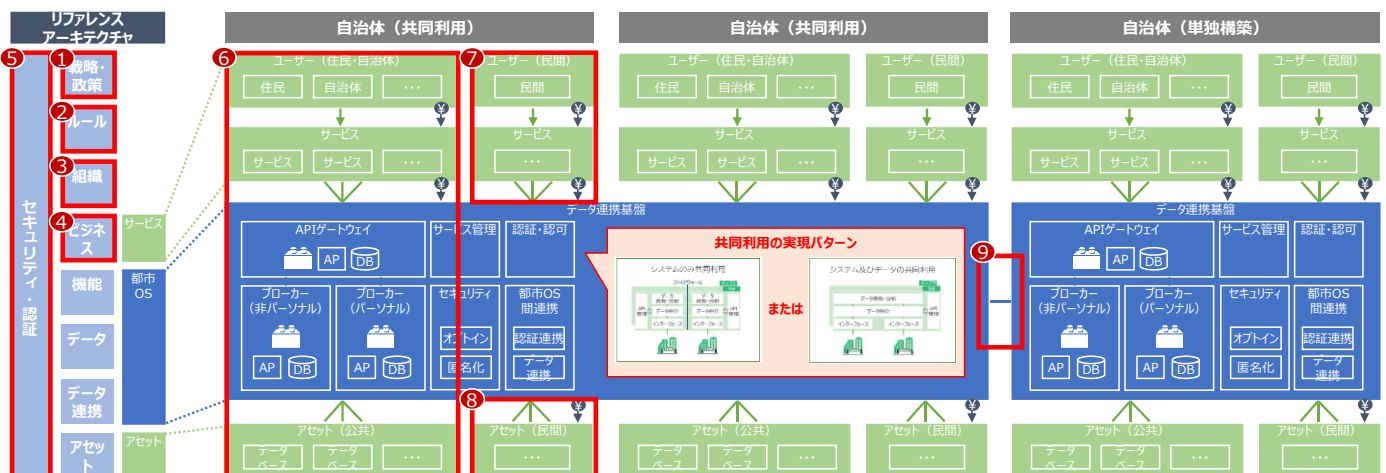 リファレンス
アーキテクチャ
自治体（共同利用）
自治体（共同利用）
自治体（単独構築）
5
1
戦略・
政策
2
ルール
3
組織
4
ビジネ
ス
機能
データ
データ
連携
アセッ
ト
セキュリティ・認証
サービス
都市
OS
アセット
6
ユーザー（住民・自治体）
住民
自治体
…
7
ユーザー（民間）
民間
ユーザー（住民・自治体）
住民
自治体
…
ユーザー（民間）
民間
ユーザー（住民・自治体）
住民
自治体
…
ユーザー（民間）
民間
¥
¥
¥
¥
¥
¥
サービス
サービス
サービス
…
サービス
…
サービス
サービス
サービス
…
サービス
…
サービス
サービス
サービス
…
サービス
…
¥
¥
¥
¥
¥
¥
データ連携基盤
APIゲートウェイ
AP
DB
サービス管理
認証・認可
ブローカー
（非パーソナル）
AP
DB
ブローカー
（パーソナル）
AP
DB
セキュリティ
オプトイン
匿名化
都市OS
間連携
認証連携
データ
連携
共同利用の実現パターン
システムのみ共同利用
または
システム及びデータの共同利用
9
データ連携基盤
APIゲートウェイ
AP
DB
サービス管理
認証・認可
ブローカー
（非パーソナル）
AP
DB
ブローカー
（パーソナル）
AP
DB
セキュリティ
オプトイン
匿名化
都市OS
間連携
認証連携
データ
連携
8
¥
¥
¥
アセット（公共）
データ
ベース
データ
ベース
…
アセット（民間）
…
アセット（公共）
データ
ベース
データ
ベース
…
アセット（民間）
…
アセット（公共）
データ
ベース
データ
ベース
…
アセット（民間）
…